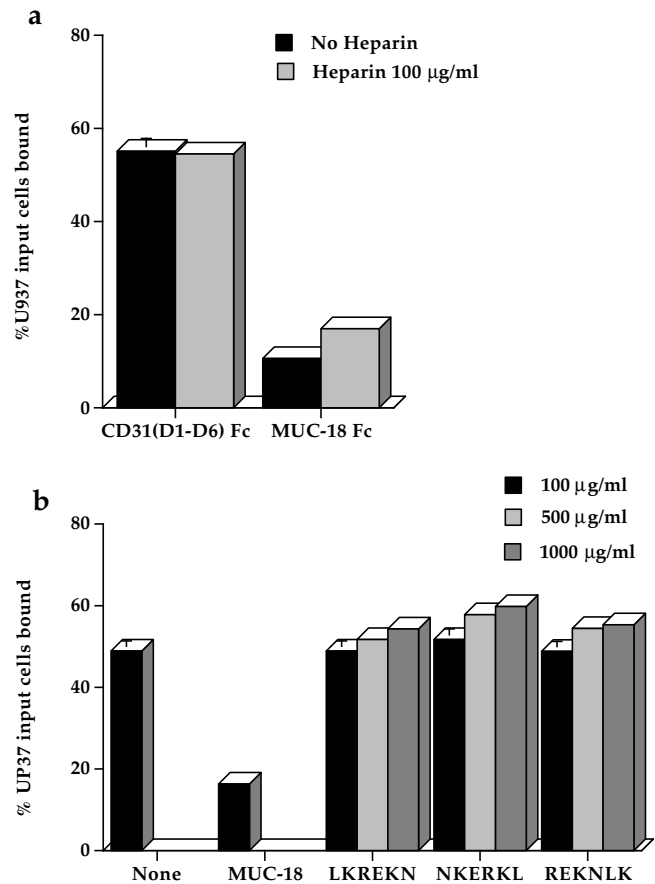 a
No Heparin
Heparin 100 μg/ml
%U937 input cells bound
80
60
40
20
0
CD31(D1-D6) Fc MUC-18 Fc
b
100 μg/ml
500 μg/ml
1000 μg/ml
% UP37 input cells bound
80
60
40
20
0
None MUC-18 LKREKN NKERKL REKNLK